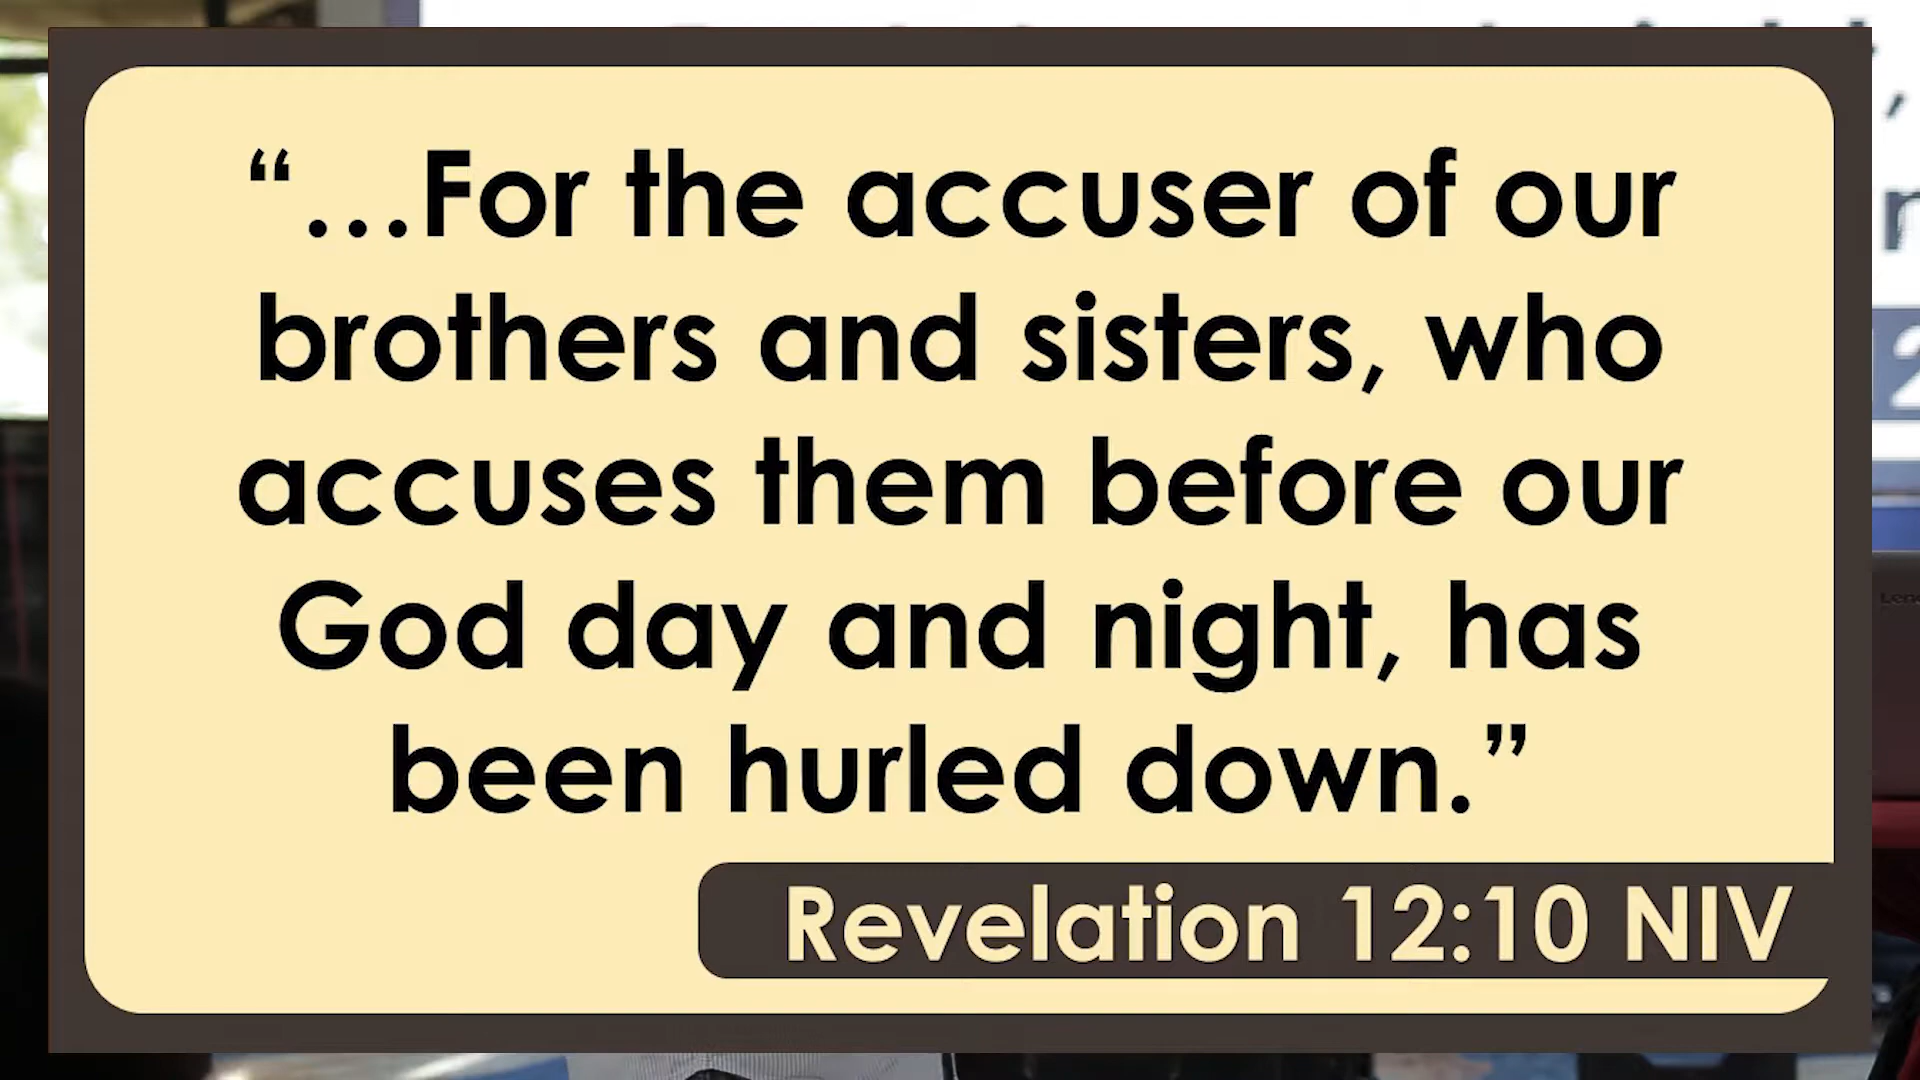 “...For the accuser of our
brothers and sisters, who
accuses them before our
God day and night, has
been hurled down.”
Revelation 12:10 NIV